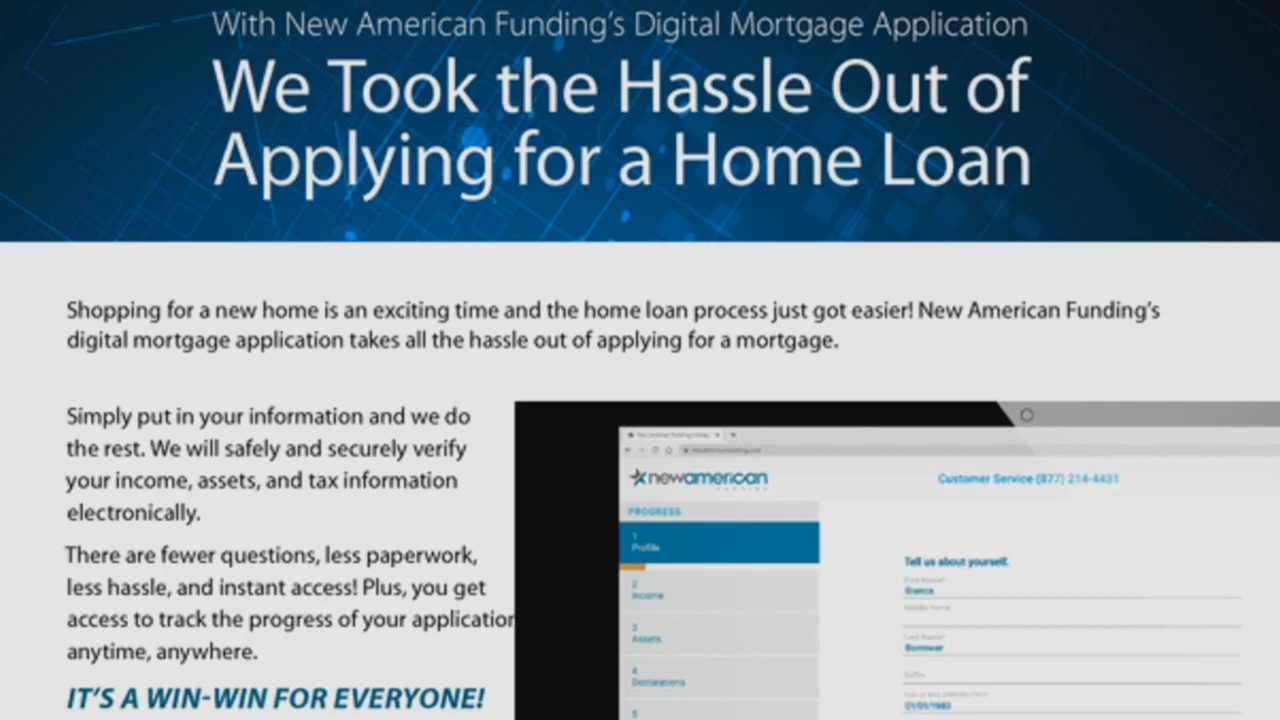 With New American Funding's Digital Mortgage Application
We Took the Hassle Out of
Applying for a Home Loan
Shopping for a new home is an exciting time and the home loan process just got easier! New American Funding's
digital mortgage application takes all the hassle out of applying for a mortgage.
Simply put in your information and we do
the rest. We will safely and securely verify
your income, assets, and tax information
electronically.
There are fewer questions, less paperwork,
less hassle, and instant access! Plus, you get
access to track the progress of your application
anytime, anywhere.
IT'S A WIN-WIN FOR EVERYONE!
newamerican
FUNDING
Customer Service (877) 214-4431
PROGRESS
1
Profile
2
Income
3
Assets
4
Declarations
5
Tell us about yourself.
First Name*
Bianca
Middle Name
Last Name*
Borrower
Suffix
01/01/1980